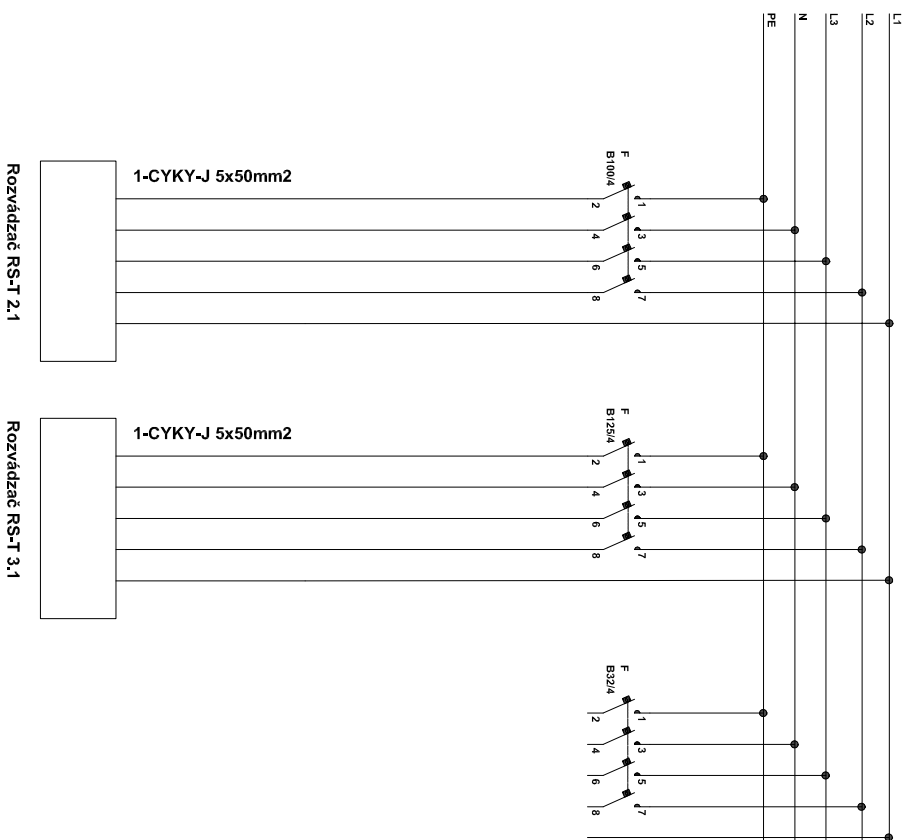 PE
N
L3
L2
L1
1-CYKY-J 5x50mm2
F
B100/4
1
2
3
4
5
6
7
8
Rozvádzač RS-T 2.1
1-CYKY-J 5x50mm2
F
B125/4
1
2
3
4
5
6
7
8
Rozvádzač RS-T 3.1
F
B32/4
1
2
3
4
5
6
7
8